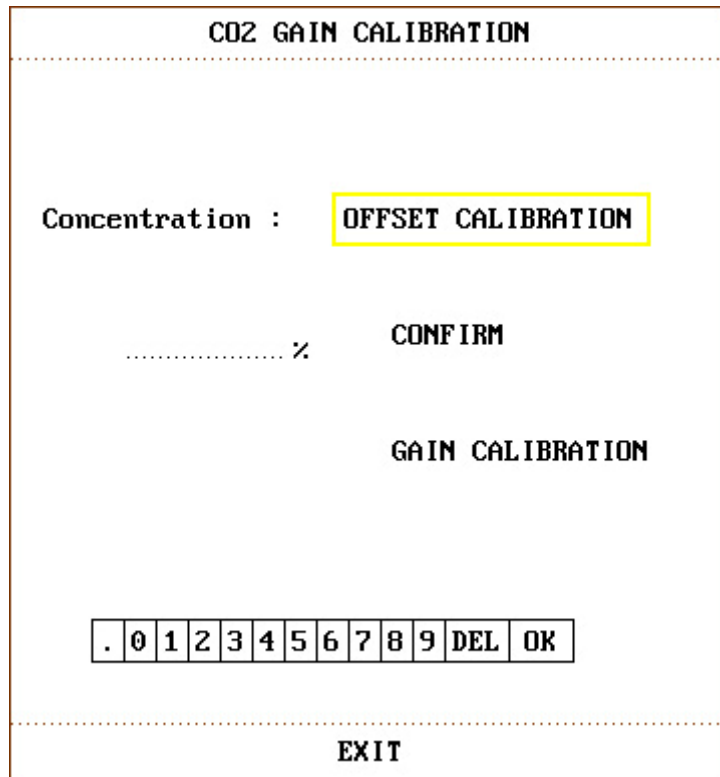 CO2 GAIN CALIBRATION
Concentration : OFFSET CALIBRATION
...................% CONFIRM
GAIN CALIBRATION
. 0 1 2 3 4 5 6 7 8 9 DEL OK
EXIT